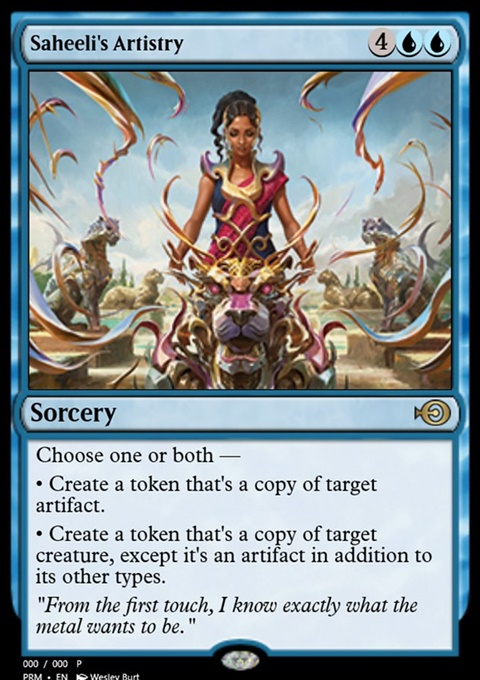 Saheeli's Artistry 4
Sorcery
Choose one or both —
• Create a token that's a copy of target
artifact.
• Create a token that's a copy of target
creature, except it's an artifact in addition to
its other types.
"From the first touch, I know exactly what the
metal wants to be."
000 / 000 P
PRM • EN Wesley Burt